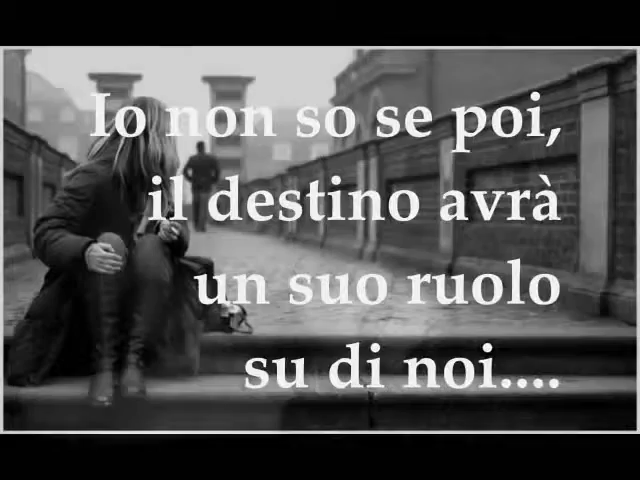 Io non so se poi,
il destino avrà
un suo ruolo
su di noi....